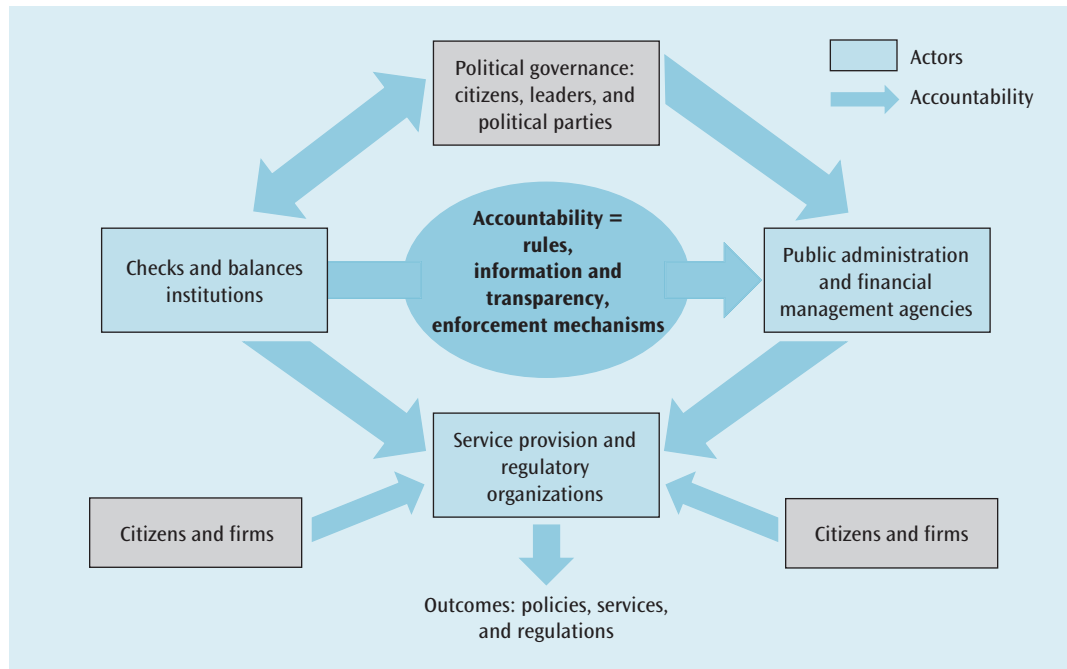 Political governance:
citizens, leaders, and
political parties
Actors
Accountability
Checks and balances
institutions
Accountability =
rules,
information and
transparency,
enforcement mechanisms
Public administration
and financial
management agencies
Service provision and
regulatory
organizations
Citizens and firms
Citizens and firms
Outcomes: policies, services,
and regulations